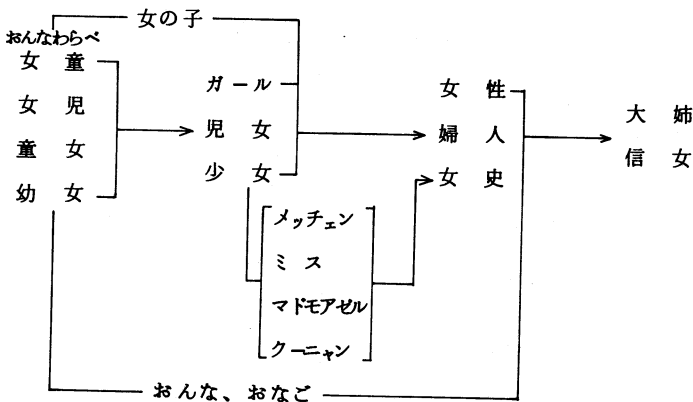 女の子
おんなわらべ
女童
女児
童女
幼女
ガール
児女
少女
メッチェン
ミス
マドモアゼル
クーニャン
女性
婦人
女史
大姉
信女
おんな、おなご